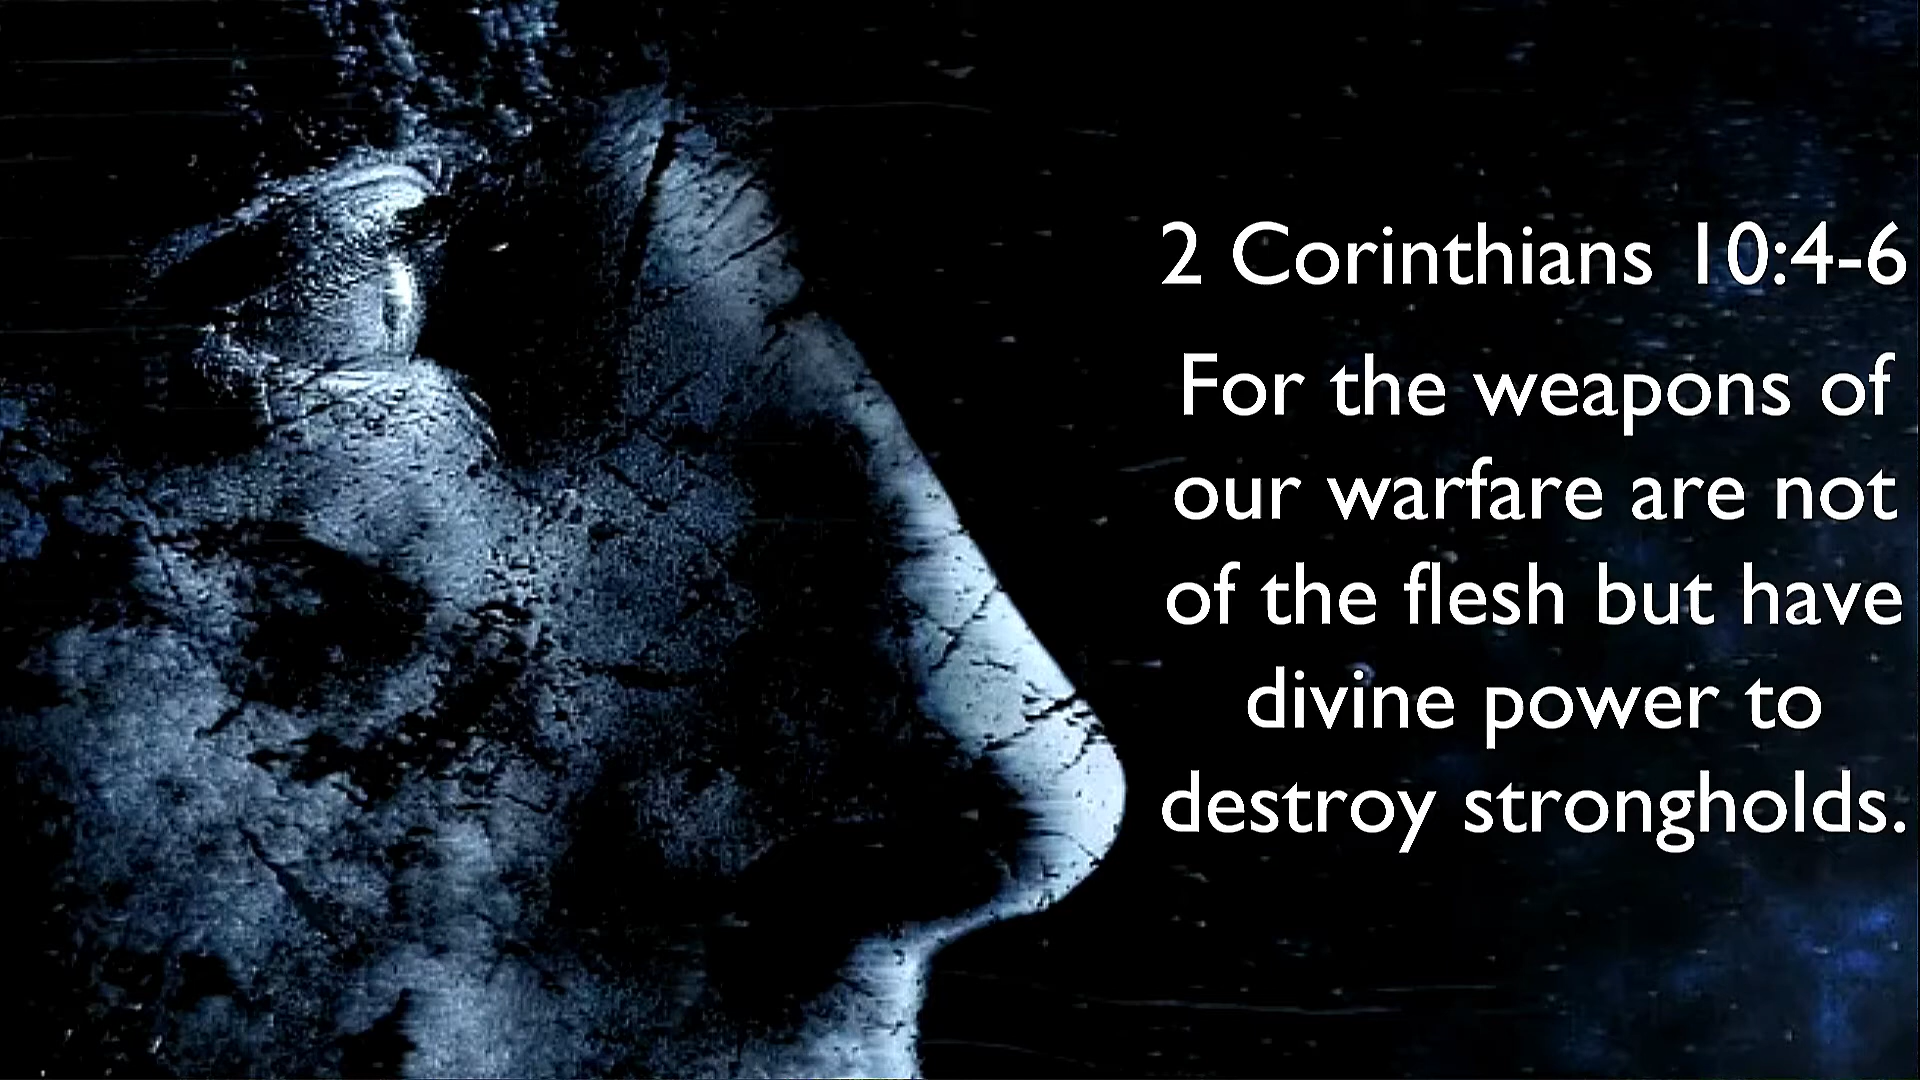 2 Corinthians 10:4-6
For the weapons of
our warfare are not
of the flesh but have
divine power to
destroy strongholds.